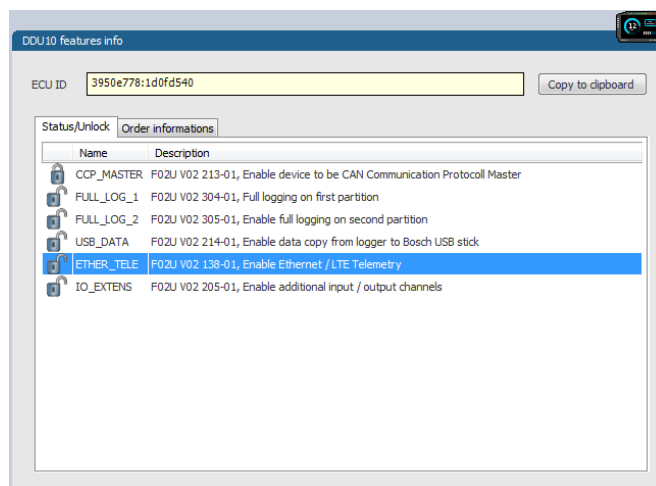 12
DDU10 features info
ECU ID 3950e778:1d0fd540 Copy to clipboard
Status/Unlock Order informations
Name Description
CCP_MASTER F02U V02 213-01, Enable device to be CAN Communication Protocoll Master
FULL_LOG_1 F02U V02 304-01, Full logging on first partition
FULL_LOG_2 F02U V02 305-01, Enable full logging on second partition
USB_DATA F02U V02 214-01, Enable data copy from logger to Bosch USB stick
ETHER_TELE F02U V02 138-01, Enable Ethernet / LTE Telemetry
IO_EXTENS F02U V02 205-01, Enable additional input / output channels